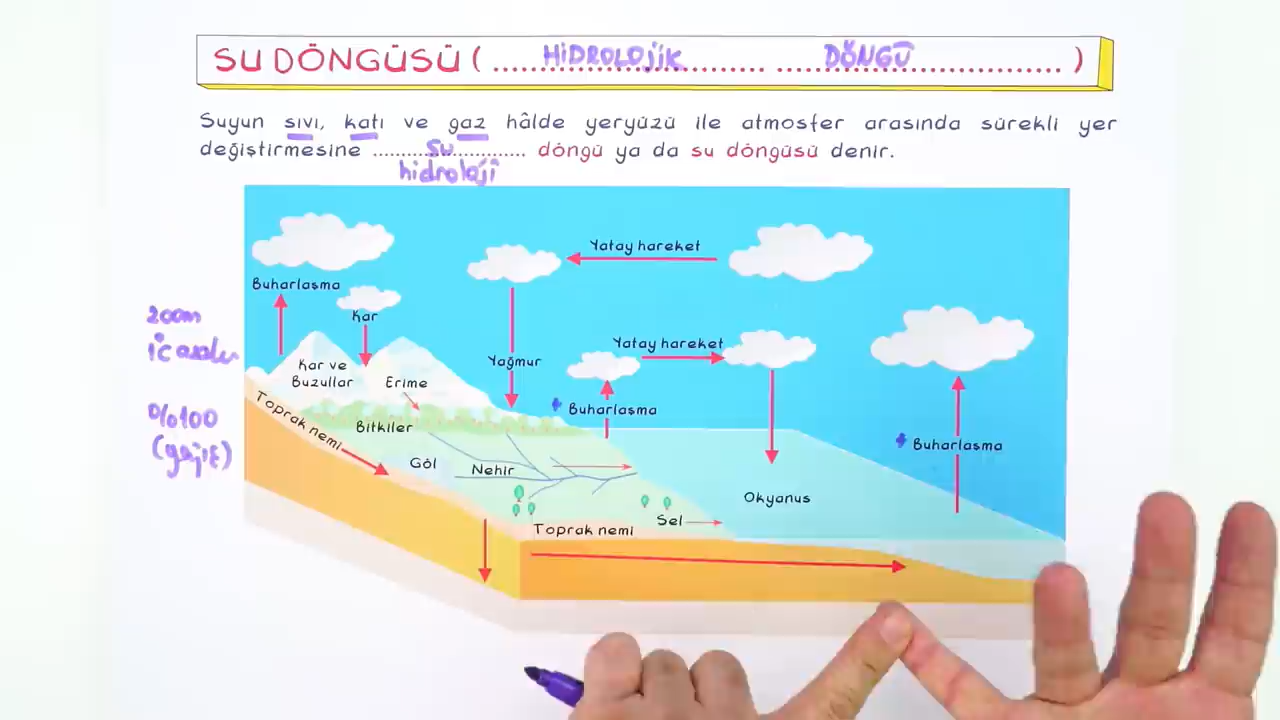 SU DÖNGÜSÜ ( HİDROLOJİK DÖNGÜ )
Suyun sıvı, katı ve gaz hâlde yeryüzü ile atmosfer arasında sürekli yer
değiştirmesine su döngü ya da su döngüsü denir.
hidroloji
Yatay hareket
Buharlaşma
Kar
200m
Yatay hareket
Yağmur
Kar ve
Buzullar
Erime
Buharlaşma
Toprak nemi
%100
Bitkiler
Buharlaşma
Göl
Nehir
Okyanus
Sel
Toprak nemi